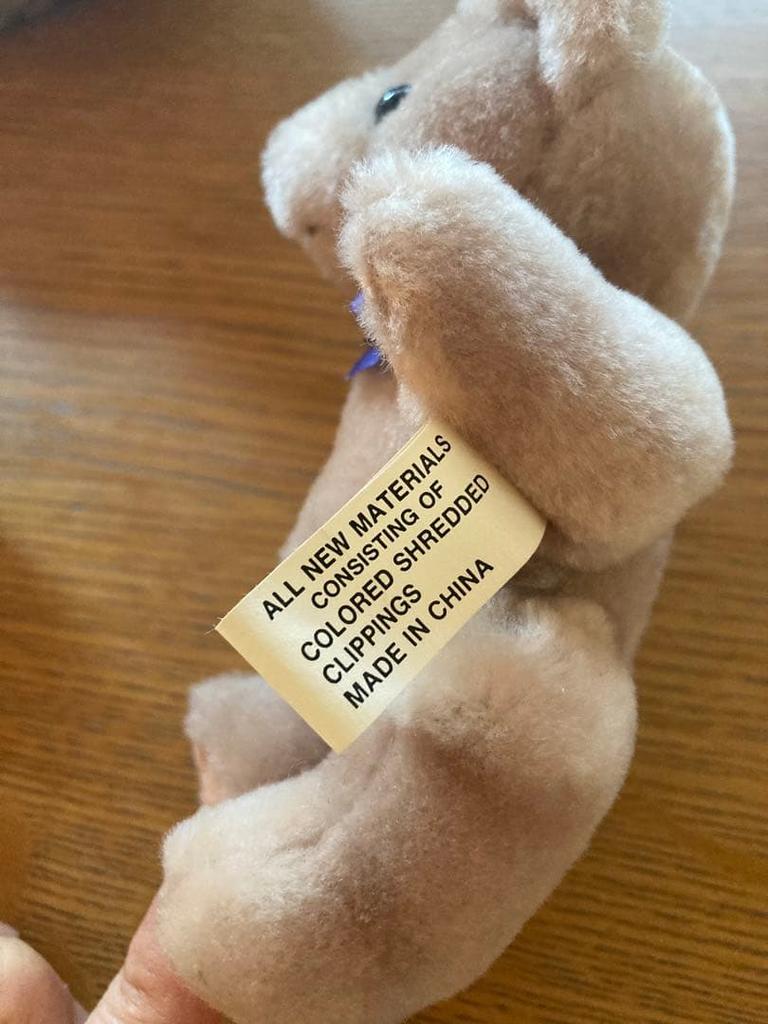 ALL NEW MATERIALS
CONSISTING OF
COLORED SHREDDED
CLIPPINGS
MADE IN CHINA